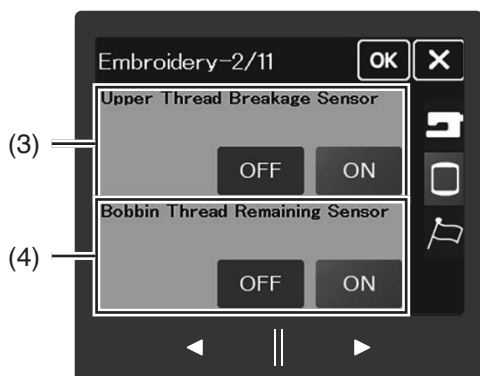 Embroidery-2/11 OK
Upper Thread Breakage Sensor
(3)
OFF ON
Bobbin Thread Remaining Sensor
(4)
OFF ON